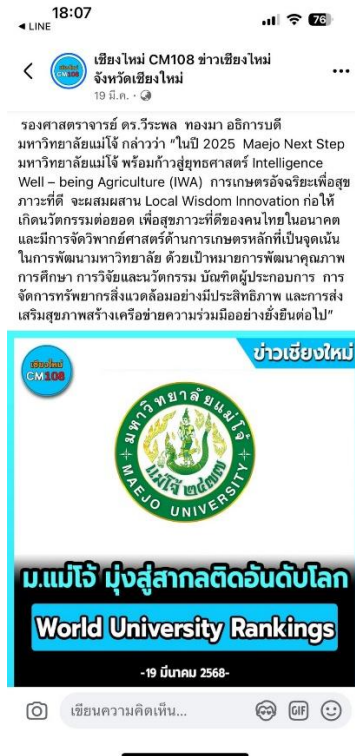 18:07
76
◄ LINE
เชียงใหม่ CM108 ข่าวเชียงใหม่
จังหวัดเชียงใหม่
19 มี.ค. ·
รองศาสตราจารย์ ดร.วีระพล ทองมา อธิการบดี
มหาวิทยาลัยแม่โจ้ กล่าวว่า “ในปี 2025 Maejo Next Step
มหาวิทยาลัยแม่โจ้ พร้อมก้าวสู่ยุทธศาสตร์ Intelligence
Well – being Agriculture (IWA) การเกษตรอัจฉริยะเพื่อสุข
ภาวะที่ดี จะผสมผสาน Local Wisdom Innovation ก่อให้
เกิดนวัตกรรมต่อยอด เพื่อสุขภาวะที่ดีของคนไทยในอนาคต
และมีการจัดวิพากย์ศาสตร์ด้านการเกษตรหลักที่เป็นจุดเน้น
ในการพัฒนามหาวิทยาลัย ด้วยเป้าหมายการพัฒนาคุณภาพ
การศึกษา การวิจัยและนวัตกรรม บัณฑิตผู้ประกอบการ การ
จัดการทรัพยากรสิ่งแวดล้อมอย่างมีประสิทธิภาพ และการส่ง
เสริมสุขภาพสร้างเครือข่ายความร่วมมืออย่างยั่งยืนต่อไป”
เชียงใหม่
CM108
ข่าวเชียงใหม่
มหาวิทยาลัยแม่โจ้
แม่โจ้ ๒๔๗๗
MAEJO UNIVERSITY
ม.แม่โจ้ มุ่งสู่สากลติดอันดับโลก
World University Rankings
-19 มีนาคม 2568-
เขียนความคิดเห็น...
GIF